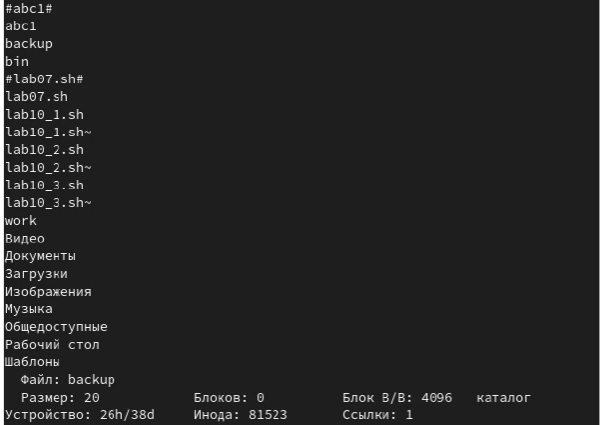 #abc1#
abc1
backup
bin
#lab07.sh#
lab07.sh
lab10_1.sh
lab10_1.sh~
lab10_2.sh
lab10_2.sh~
lab10_3.sh
lab10_3.sh~
work
Видео
Документы
Загрузки
Изображения
Музыка
Общедоступные
Рабочий стол
Шаблоны
Файл: backup
Размер: 20 Блоков: 0 Блок В/В: 4096 каталог
Устройство: 26h/38d Инода: 81523 Ссылки: 1